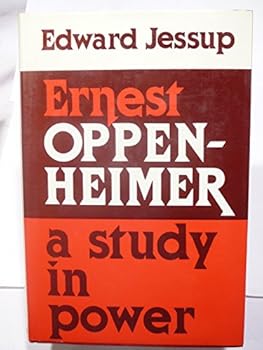 Edward Jessup
Ernest
OPPEN-
HEIMER
a study
in
power